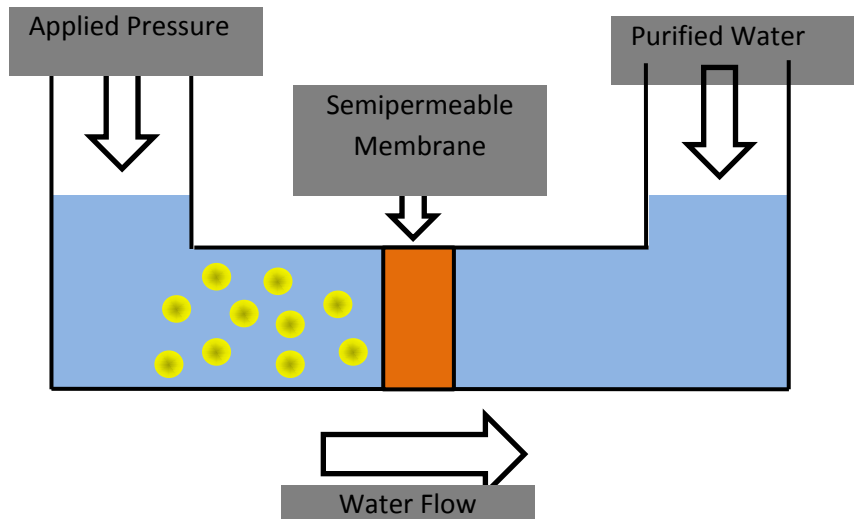 Applied Pressure
Purified Water
Semipermeable
Membrane
Water Flow